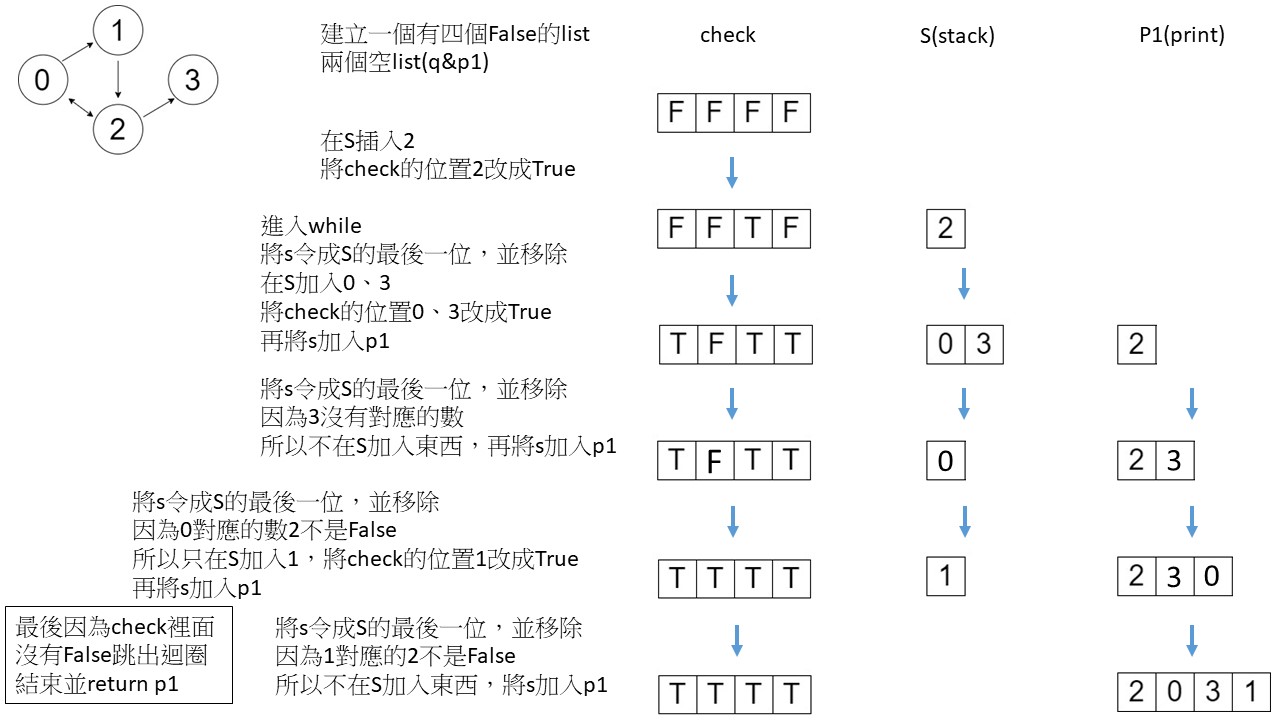 1
0
3
2
建立一個有四個False的list
兩個空list(q&p1)
check
S(stack)
P1(print)
F F F F
在S插入2
將check的位置2改成True
進入while
將s令成S的最後一位，並移除
在S加入0、3
將check的位置0、3改成True
再將s加入p1
F F T F
2
T F T T
0 3
2
將s令成S的最後一位，並移除
因為3沒有對應的數
所以不在S加入東西，再將s加入p1
T F T T
0
2 3
將s令成S的最後一位，並移除
因為0對應的數2不是False
所以只在S加入1，將check的位置1改成True
再將s加入p1
T T T T
1
2 3 0
最後因為check裡面
沒有False跳出迴圈
結束並return p1
將s令成S的最後一位，並移除
因為1對應的2不是False
所以不在S加入東西，將s加入p1
T T T T
2 0 3 1